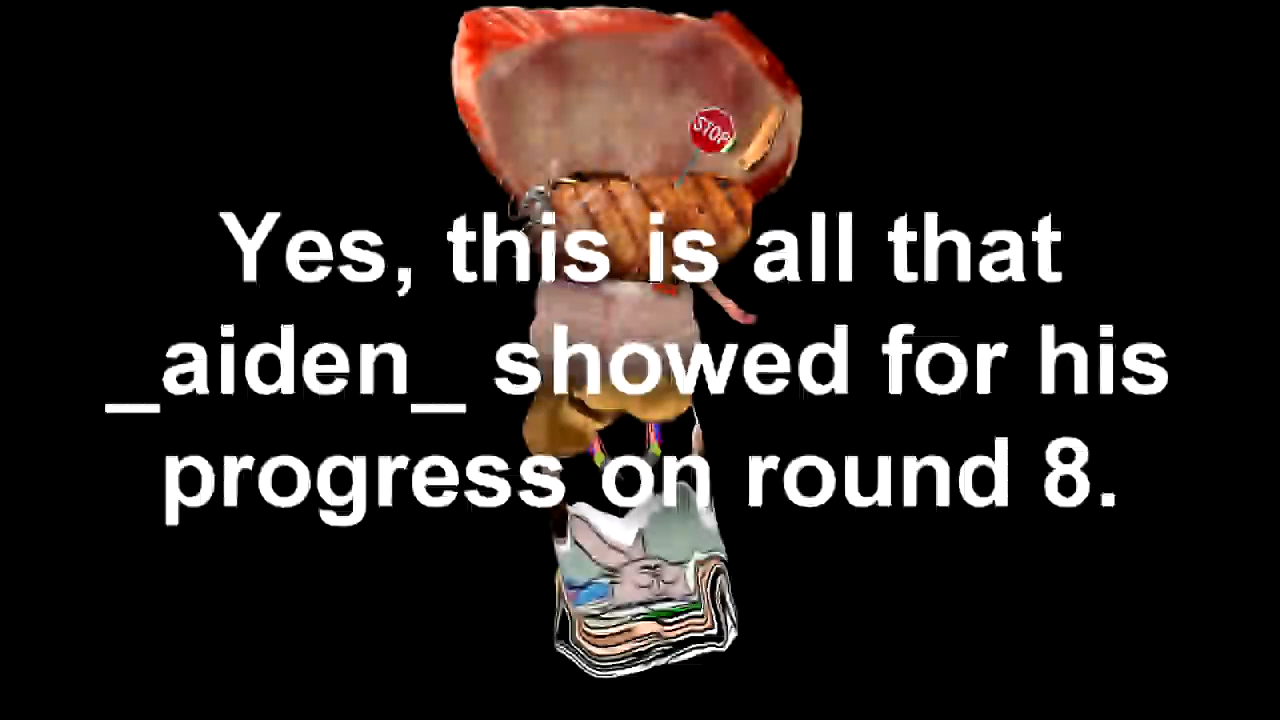 STOP
Yes, this is all that
_aiden_ showed for his
progress on round 8.